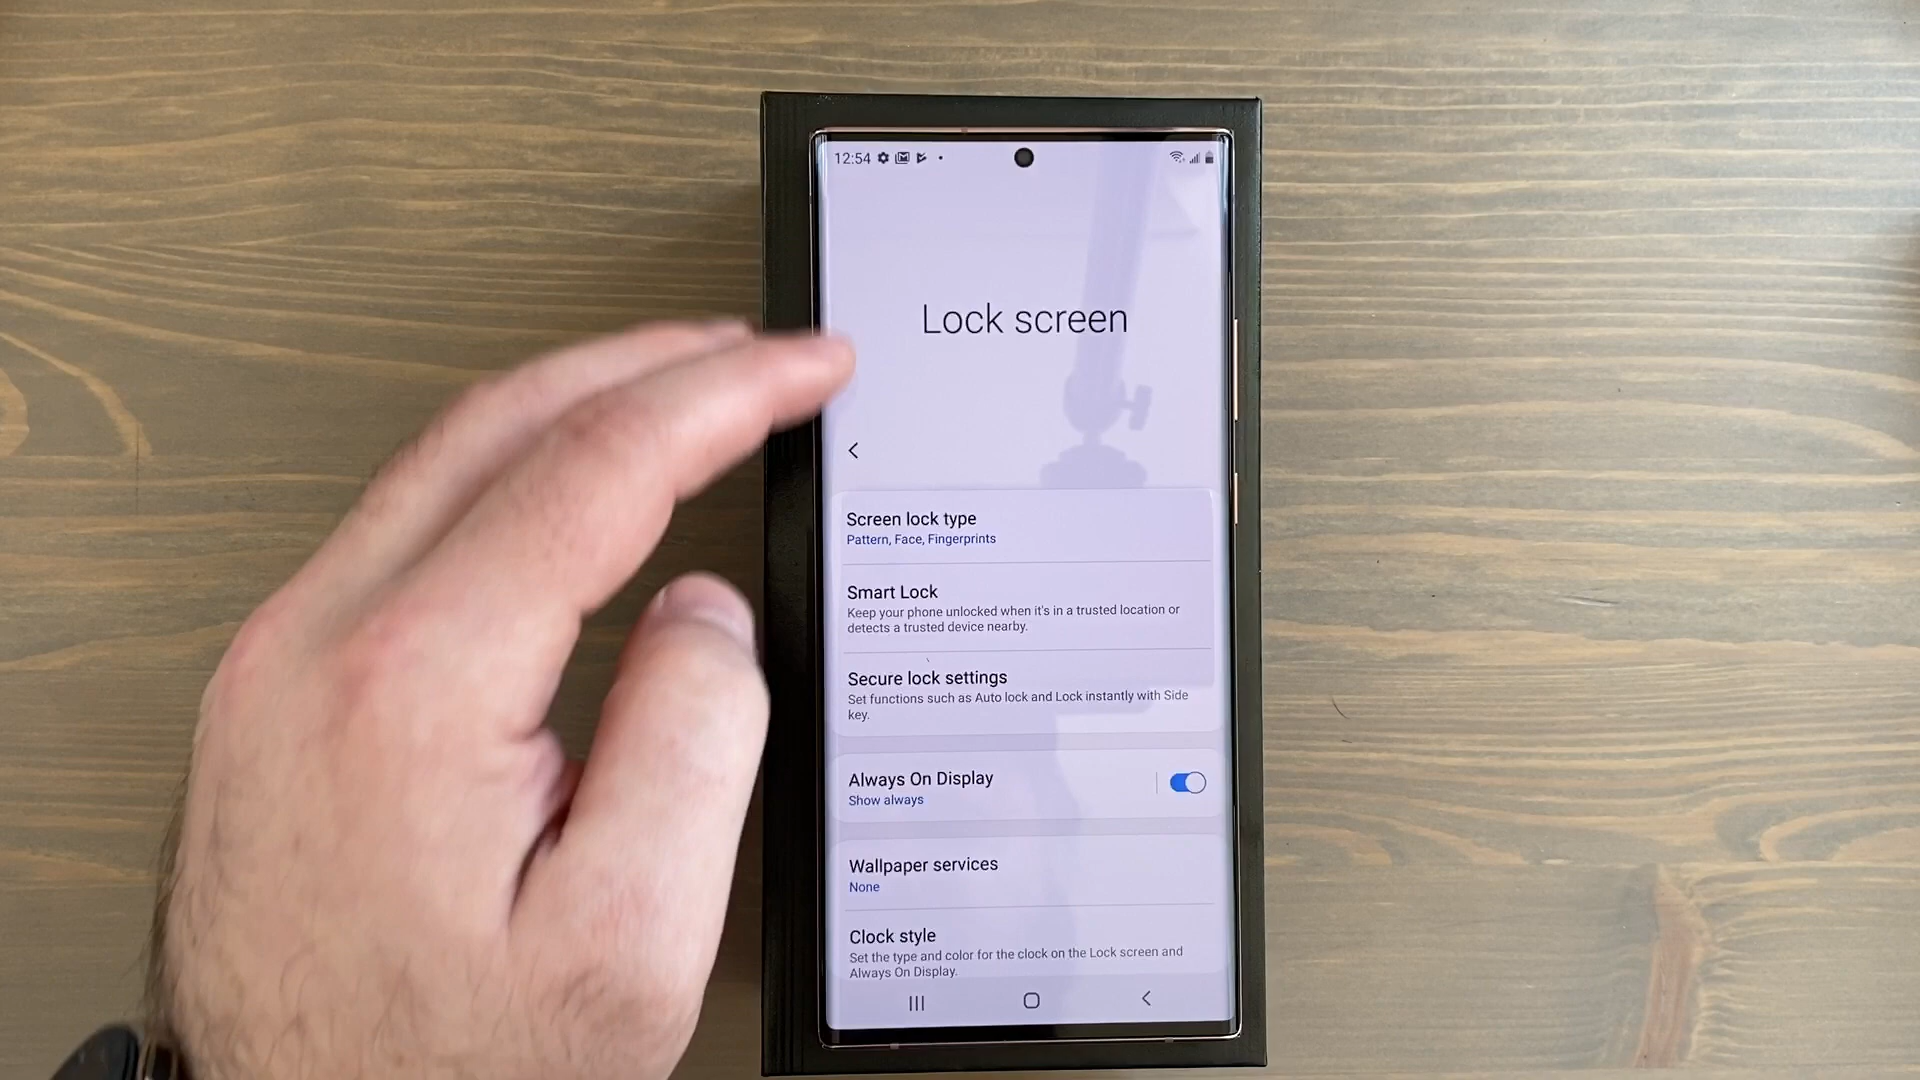 12:54
Lock screen
Screen lock type
Pattern, Face, Fingerprints
Smart Lock
Keep your phone unlocked when it's in a trusted location or
detects a trusted device nearby.
Secure lock settings
Set functions such as Auto lock and Lock instantly with Side
key.
Always On Display
Show always
Wallpaper services
None
Clock style
Set the type and color for the clock on the Lock screen and
Always On Display.